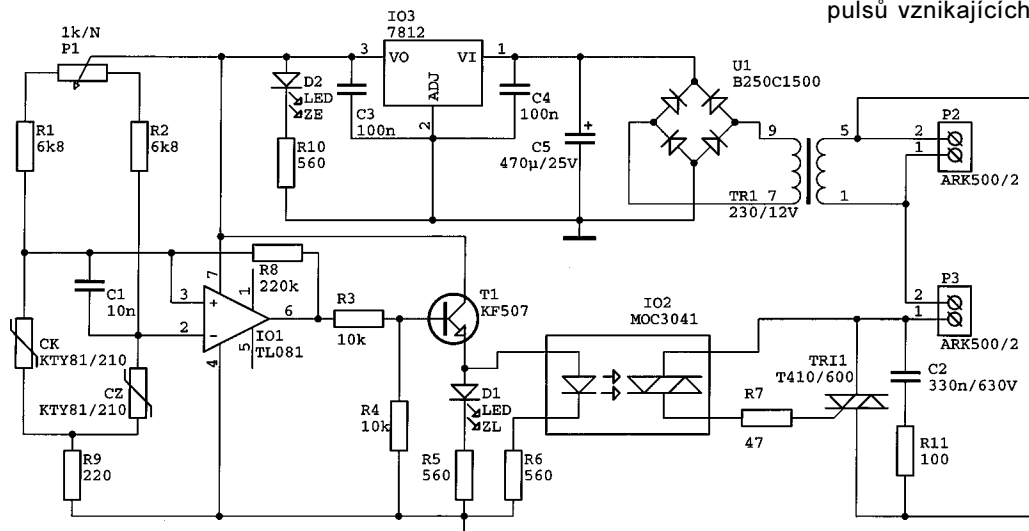 pulsů vznikajících
1k/N
P1
R1
6k8
R2
6k8
D2
LED
ZE
R10
560
C3
100n
IO3
7812
3
VO
VI
1
ADJ
2
C4
100n
C5
470µ/25V
U1
B250C1500
9
7
TR1
230/12V
5
1
P2
2
1
ARK500/2
C1
10n
CK
KTY81/210
CZ
KTY81/210
R9
220
R8
220k
7
1
3
+
2
-
6
4
5
IO1
TL081
R3
10k
R4
10k
T1
KF507
D1
LED
ZL
R5
560
R6
560
IO2
MOC3041
R7
47
TRI1
T410/600
P3
2
1
ARK500/2
C2
330n/630V
R11
100
+